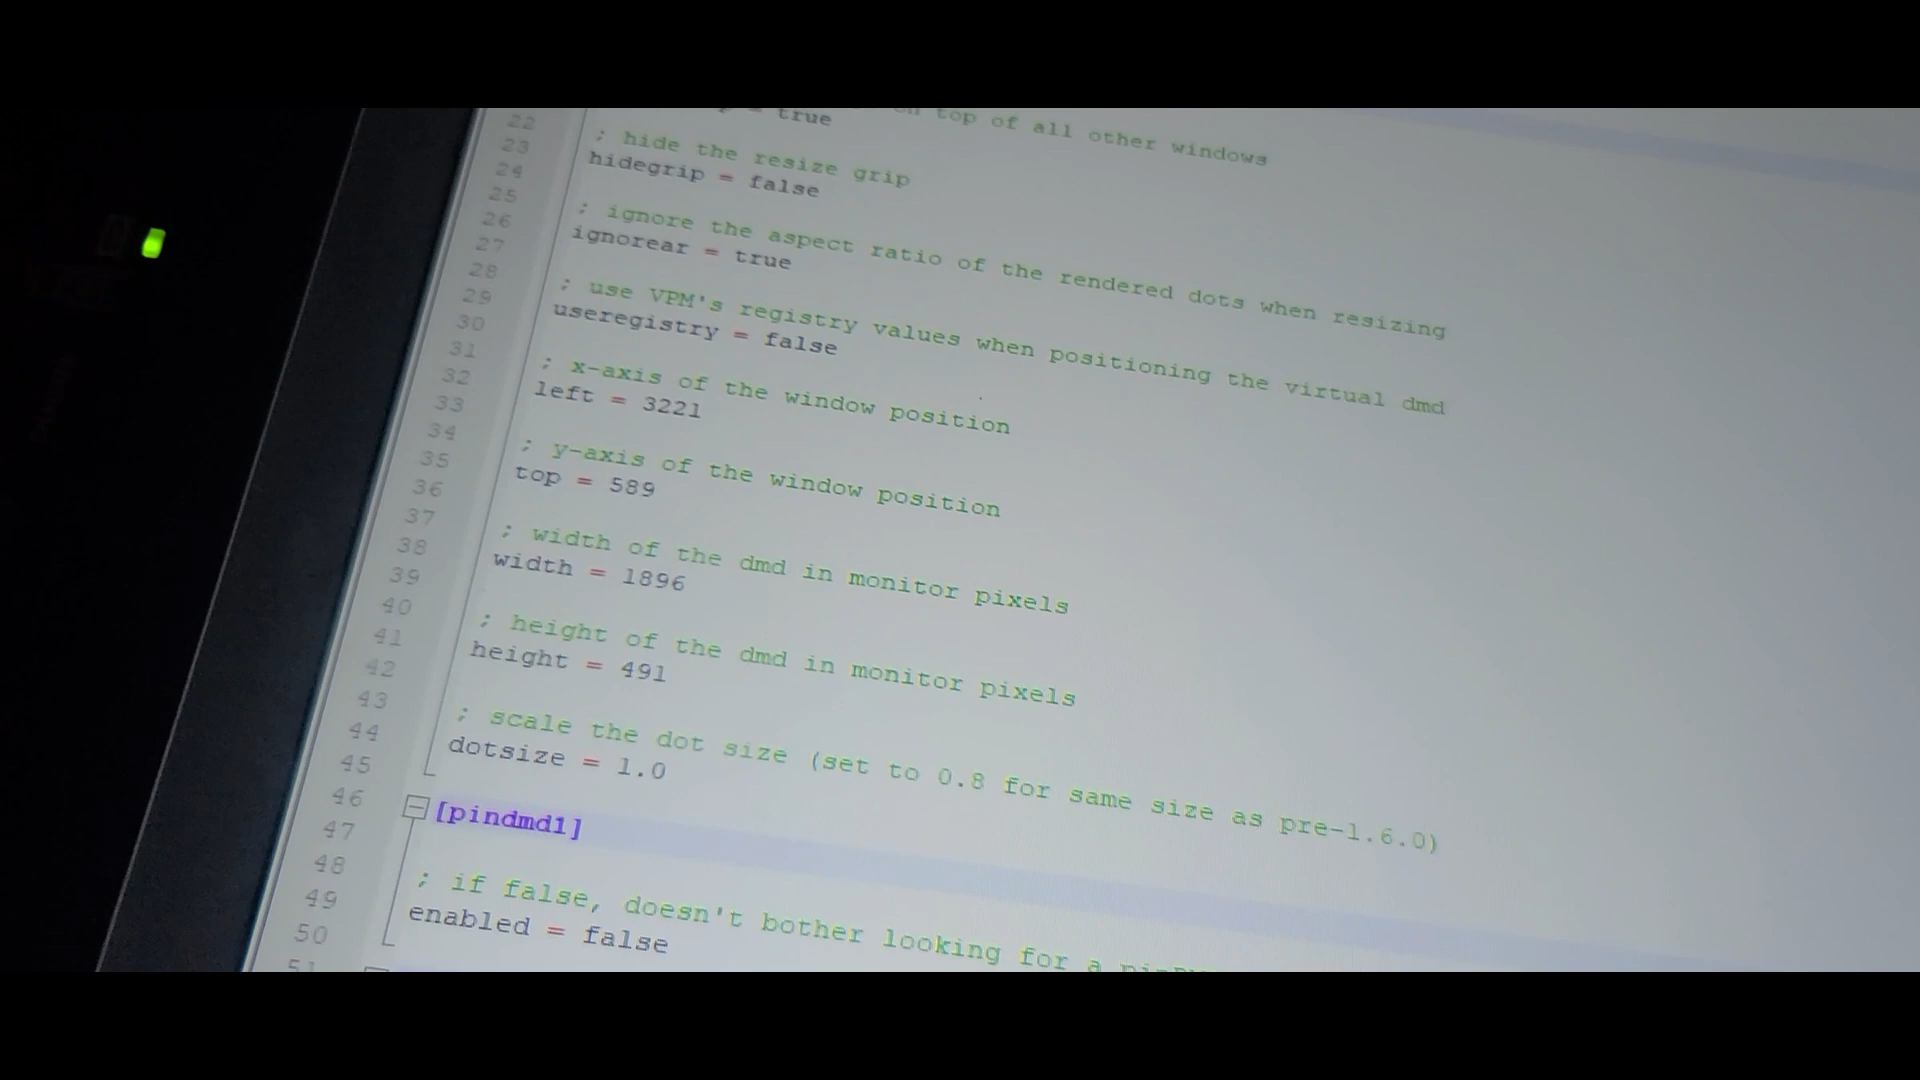 22 = true on top of all other windows
23 ; hide the resize grip
24 hidegrip = false
25
26 ; ignore the aspect ratio of the rendered dots when resizing
27 ignorear = true
28
29 ; use VPM's registry values when positioning the virtual dmd
30 useregistry = false
31
32 ; x-axis of the window position
33 left = 3221
34
35 ; y-axis of the window position
36 top = 589
37
38 ; width of the dmd in monitor pixels
39 width = 1896
40
41 ; height of the dmd in monitor pixels
42 height = 491
43
44 ; scale the dot size (set to 0.8 for same size as pre-1.6.0)
45 dotsize = 1.0
46
47 [pindmd1]
48
49 ; if false, doesn't bother looking for a
50 enabled = false
51